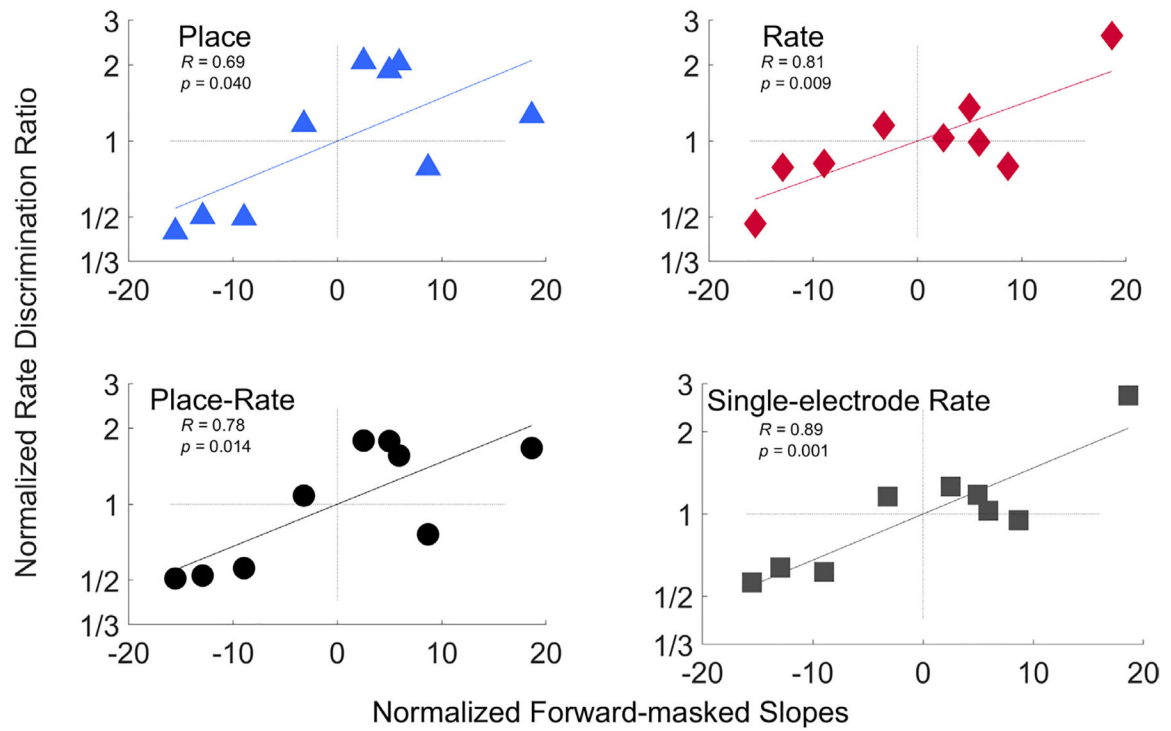 Normalized Rate Discrimination Ratio
Place
R = 0.69
p = 0.040
3
2
1
1/2
1/3
-20 -10 0 10 20
Rate
R = 0.81
p = 0.009
3
2
1
1/2
1/3
-20 -10 0 10 20
Place-Rate
R = 0.78
p = 0.014
3
2
1
1/2
1/3
-20 -10 0 10 20
Single-electrode Rate
R = 0.89
p = 0.001
3
2
1
1/2
1/3
-20 -10 0 10 20
Normalized Forward-masked Slopes